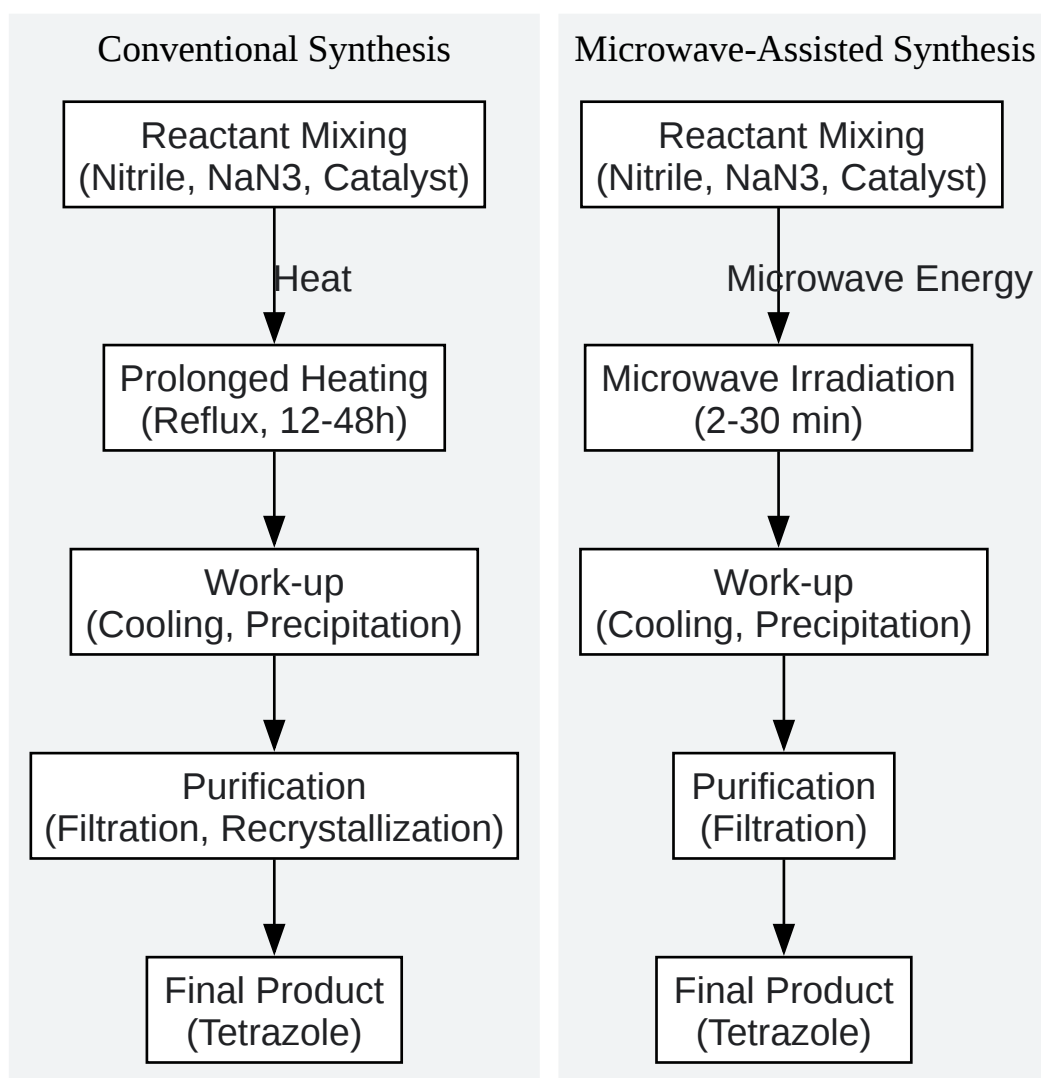 Conventional Synthesis
Reactant Mixing
(Nitrile, NaN3, Catalyst)
Heat
Prolonged Heating
(Reflux, 12-48h)
Work-up
(Cooling, Precipitation)
Purification
(Filtration, Recrystallization)
Final Product
(Tetrazole)
Microwave-Assisted Synthesis
Reactant Mixing
(Nitrile, NaN3, Catalyst)
Microwave Energy
Microwave Irradiation
(2-30 min)
Work-up
(Cooling, Precipitation)
Purification
(Filtration)
Final Product
(Tetrazole)